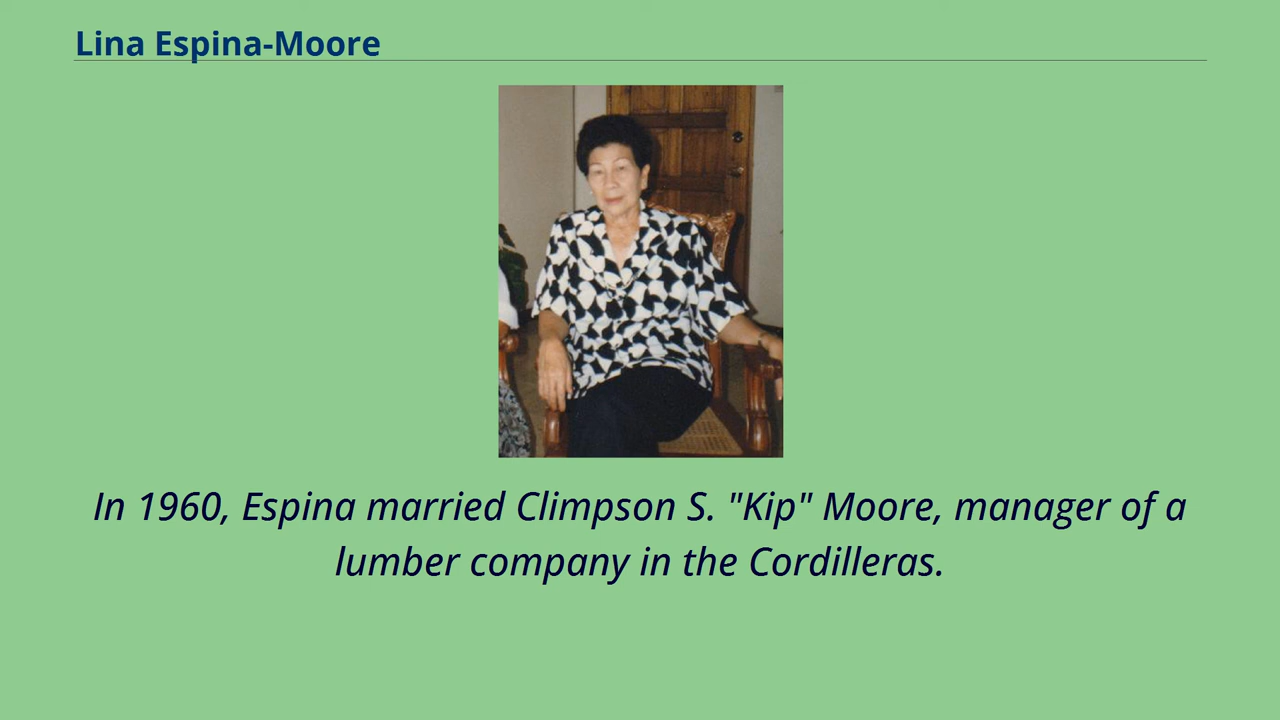 Lina Espina-Moore
In 1960, Espina married Climpson S. "Kip" Moore, manager of a
lumber company in the Cordilleras.